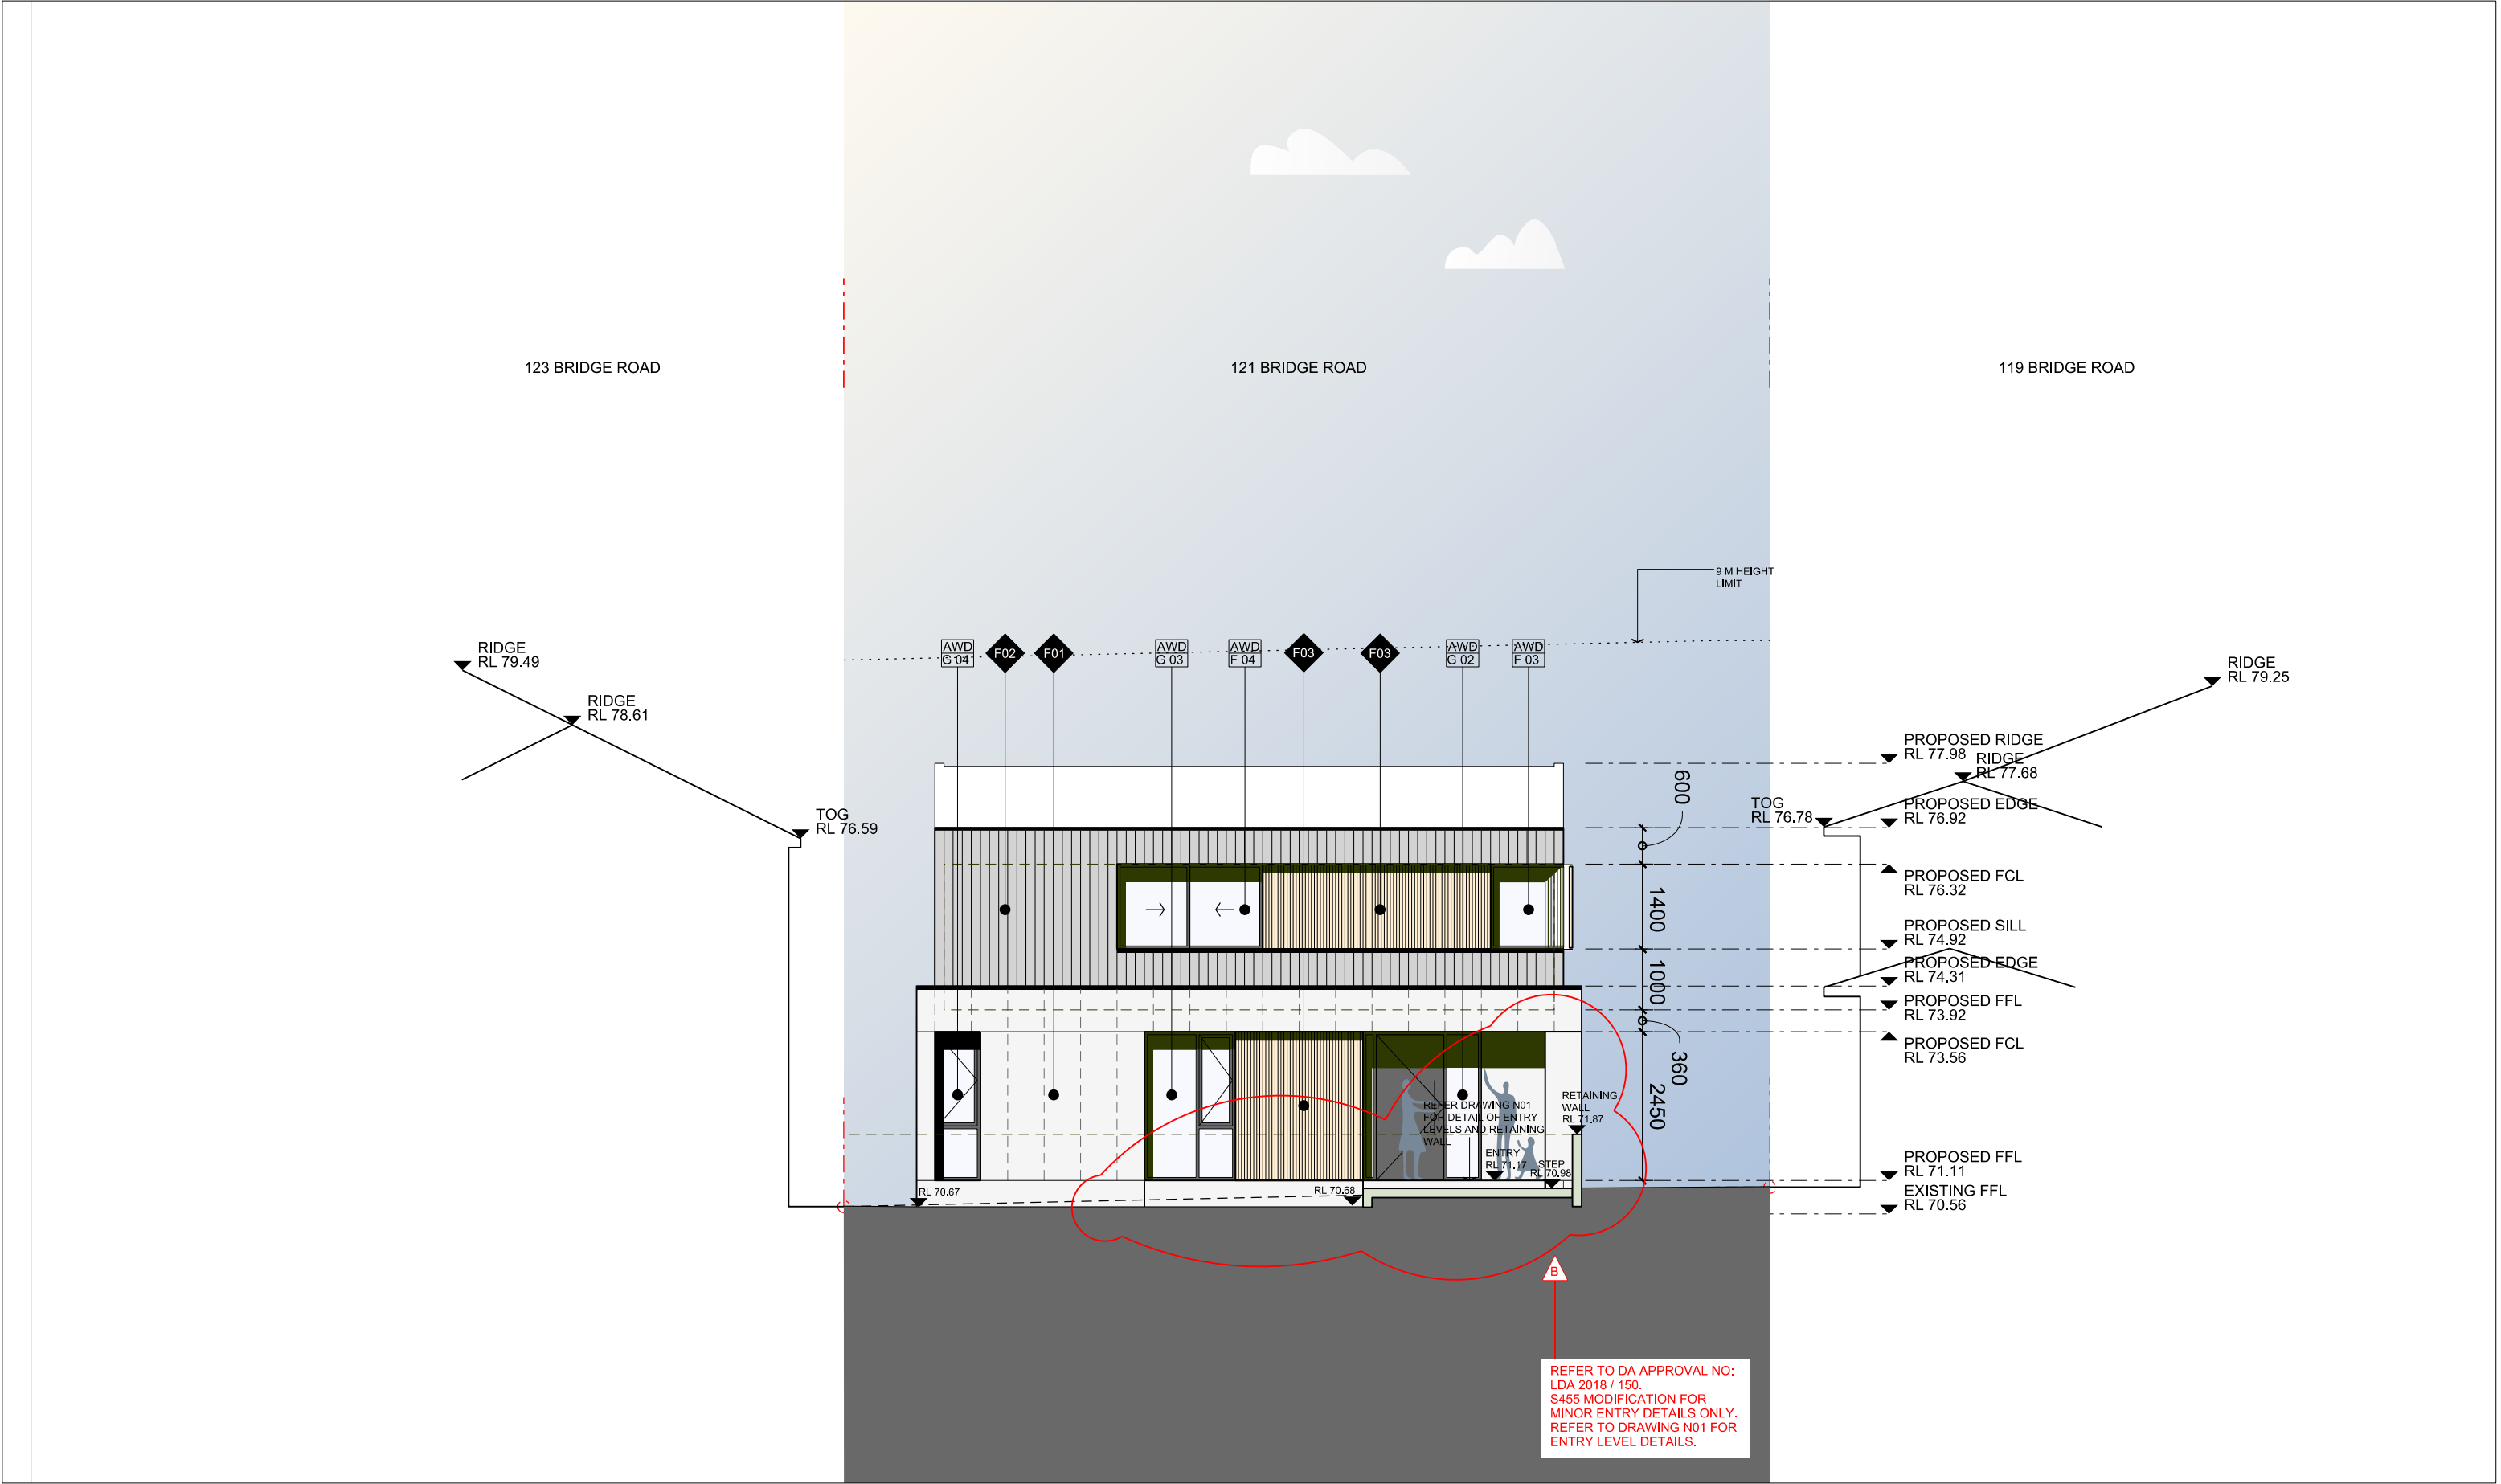 123 BRIDGE ROAD
121 BRIDGE ROAD
119 BRIDGE ROAD
9 M HEIGHT
LIMIT
RIDGE
RL 79.49
RIDGE
RL 78.61
TOG
RL 76.59
AWD
G 04
F02
F01
AWD
G 03
AWD
F 04
F03
F03
AWD
G 02
AWD
F 03
RIDGE
RL 79.25
PROPOSED RIDGE
RL 77.98
RIDGE
RL 77.68
TOG
RL 76.78
PROPOSED EDGE
RL 76.92
PROPOSED FCL
RL 76.32
PROPOSED SILL
RL 74.92
PROPOSED EDGE
RL 74.31
PROPOSED FFL
RL 73.92
PROPOSED FCL
RL 73.56
PROPOSED FFL
RL 71.11
EXISTING FFL
RL 70.56
600
1400
1000
360
2450
REFER DRAWING N01
FOR DETAIL OF ENTRY
LEVELS AND RETAINING
WALL
RETAINING
WALL
RL 71.87
ENTRY
RL 71.17
STEP
RL 70.98
RL 70.67
RL 70.68
B
REFER TO DA APPROVAL NO:
LDA 2018 / 150.
S455 MODIFICATION FOR
MINOR ENTRY DETAILS ONLY.
REFER TO DRAWING N01 FOR
ENTRY LEVEL DETAILS.